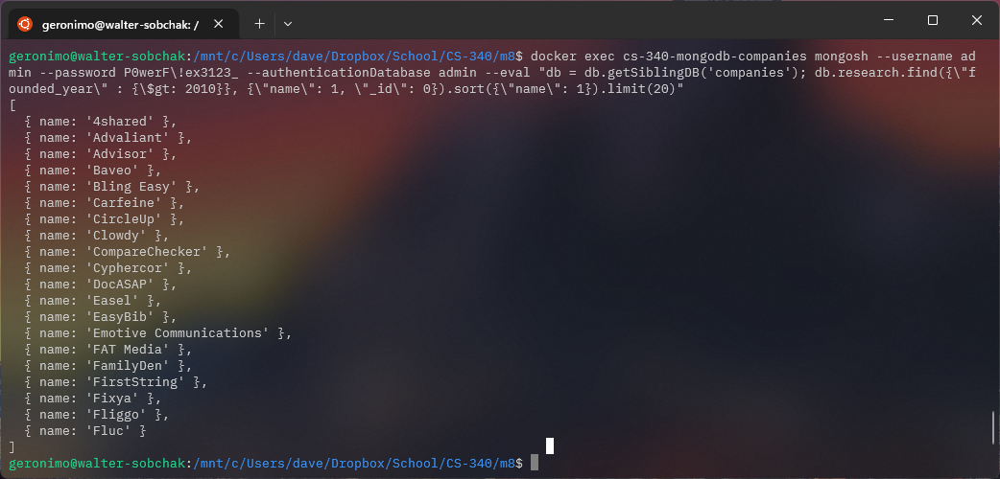 geronimo@walter-sobchak: /
geronimo@walter-sobchak:/mnt/c/Users/dave/Dropbox/School/CS-340/m8$ docker exec cs-340-mongodb-companies mongosh --username ad
min --password P0werF\!ex3123_ --authenticationDatabase admin --eval "db = db.getSiblingDB('companies'); db.research.find({\"f
ounded_year\" : {\$gt: 2010}}, {\"name\": 1, \"_id\": 0}).sort({\"name\": 1}).limit(20)"
[
  { name: '4shared' },
  { name: 'Advaliant' },
  { name: 'Advisor' },
  { name: 'Baveo' },
  { name: 'Bling Easy' },
  { name: 'Carfeine' },
  { name: 'CircleUp' },
  { name: 'Clowdy' },
  { name: 'CompareChecker' },
  { name: 'Cyphercor' },
  { name: 'DocASAP' },
  { name: 'Easel' },
  { name: 'EasyBib' },
  { name: 'Emotive Communications' },
  { name: 'FAT Media' },
  { name: 'FamilyDen' },
  { name: 'FirstString' },
  { name: 'Fixya' },
  { name: 'Fliggo' },
  { name: 'Fluc' }
]
geronimo@walter-sobchak:/mnt/c/Users/dave/Dropbox/School/CS-340/m8$